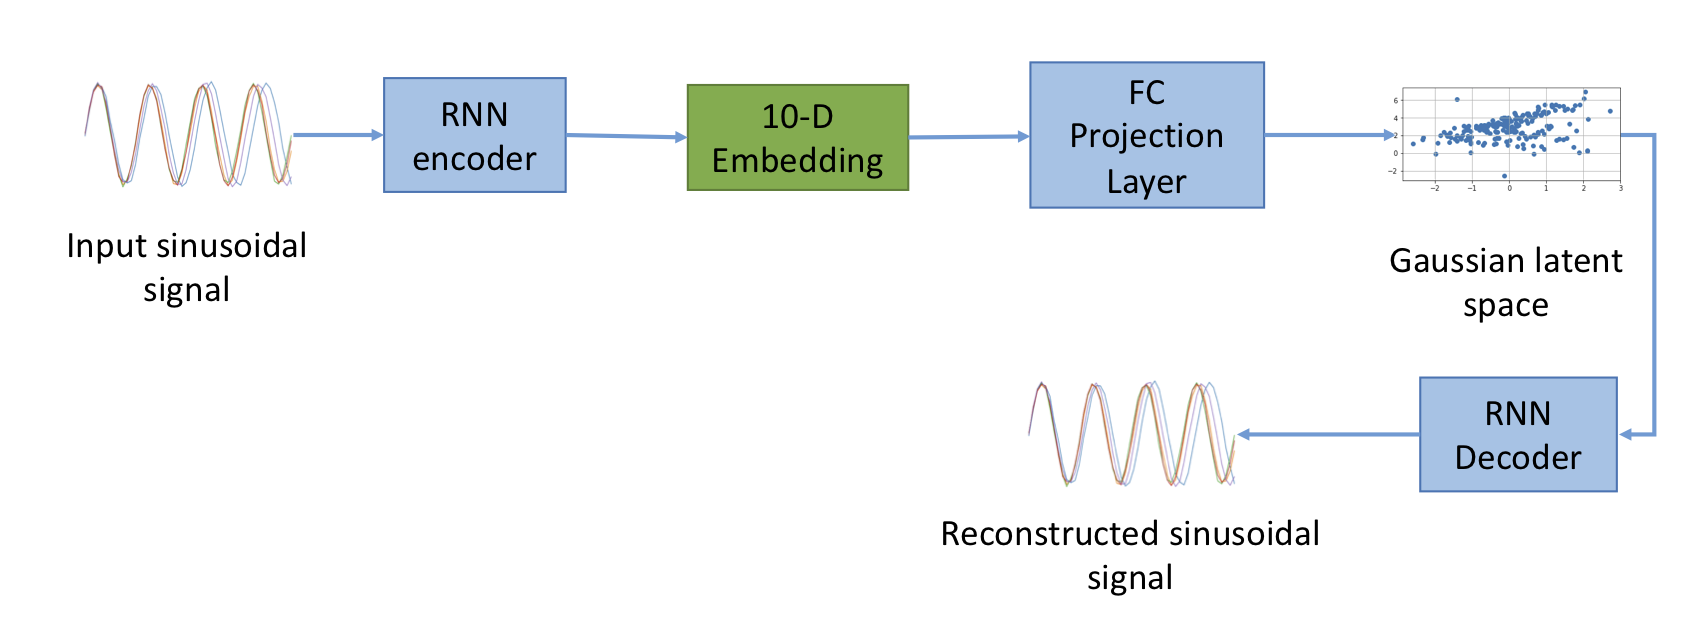 RNN
encoder
10-D
Embedding
FC
Projection
Layer
6
4
2
0
−2
−2
−1
0
1
2
3
Input sinusoidal
signal
Gaussian latent
space
RNN
Decoder
Reconstructed sinusoidal
signal